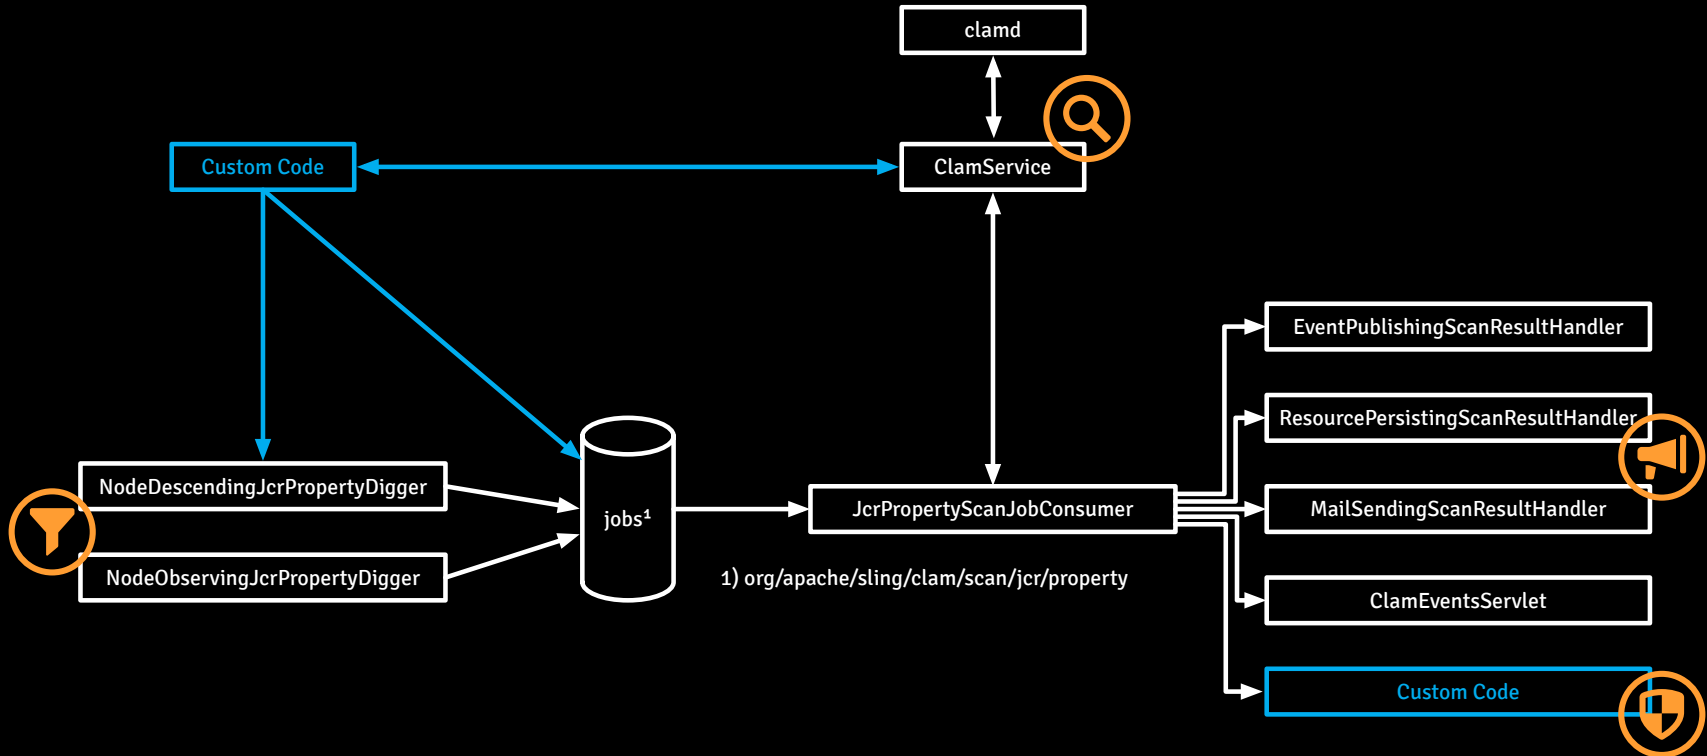 clamd
Custom Code
ClamService
EventPublishingScanResultHandler
ResourcePersistingScanResultHandler
NodeDescendingJcrPropertyDigger
jobs¹
JcrPropertyScanJobConsumer
MailSendingScanResultHandler
NodeObservingJcrPropertyDigger
1) org/apache/sling/clam/scan/jcr/property
ClamEventsServlet
Custom Code